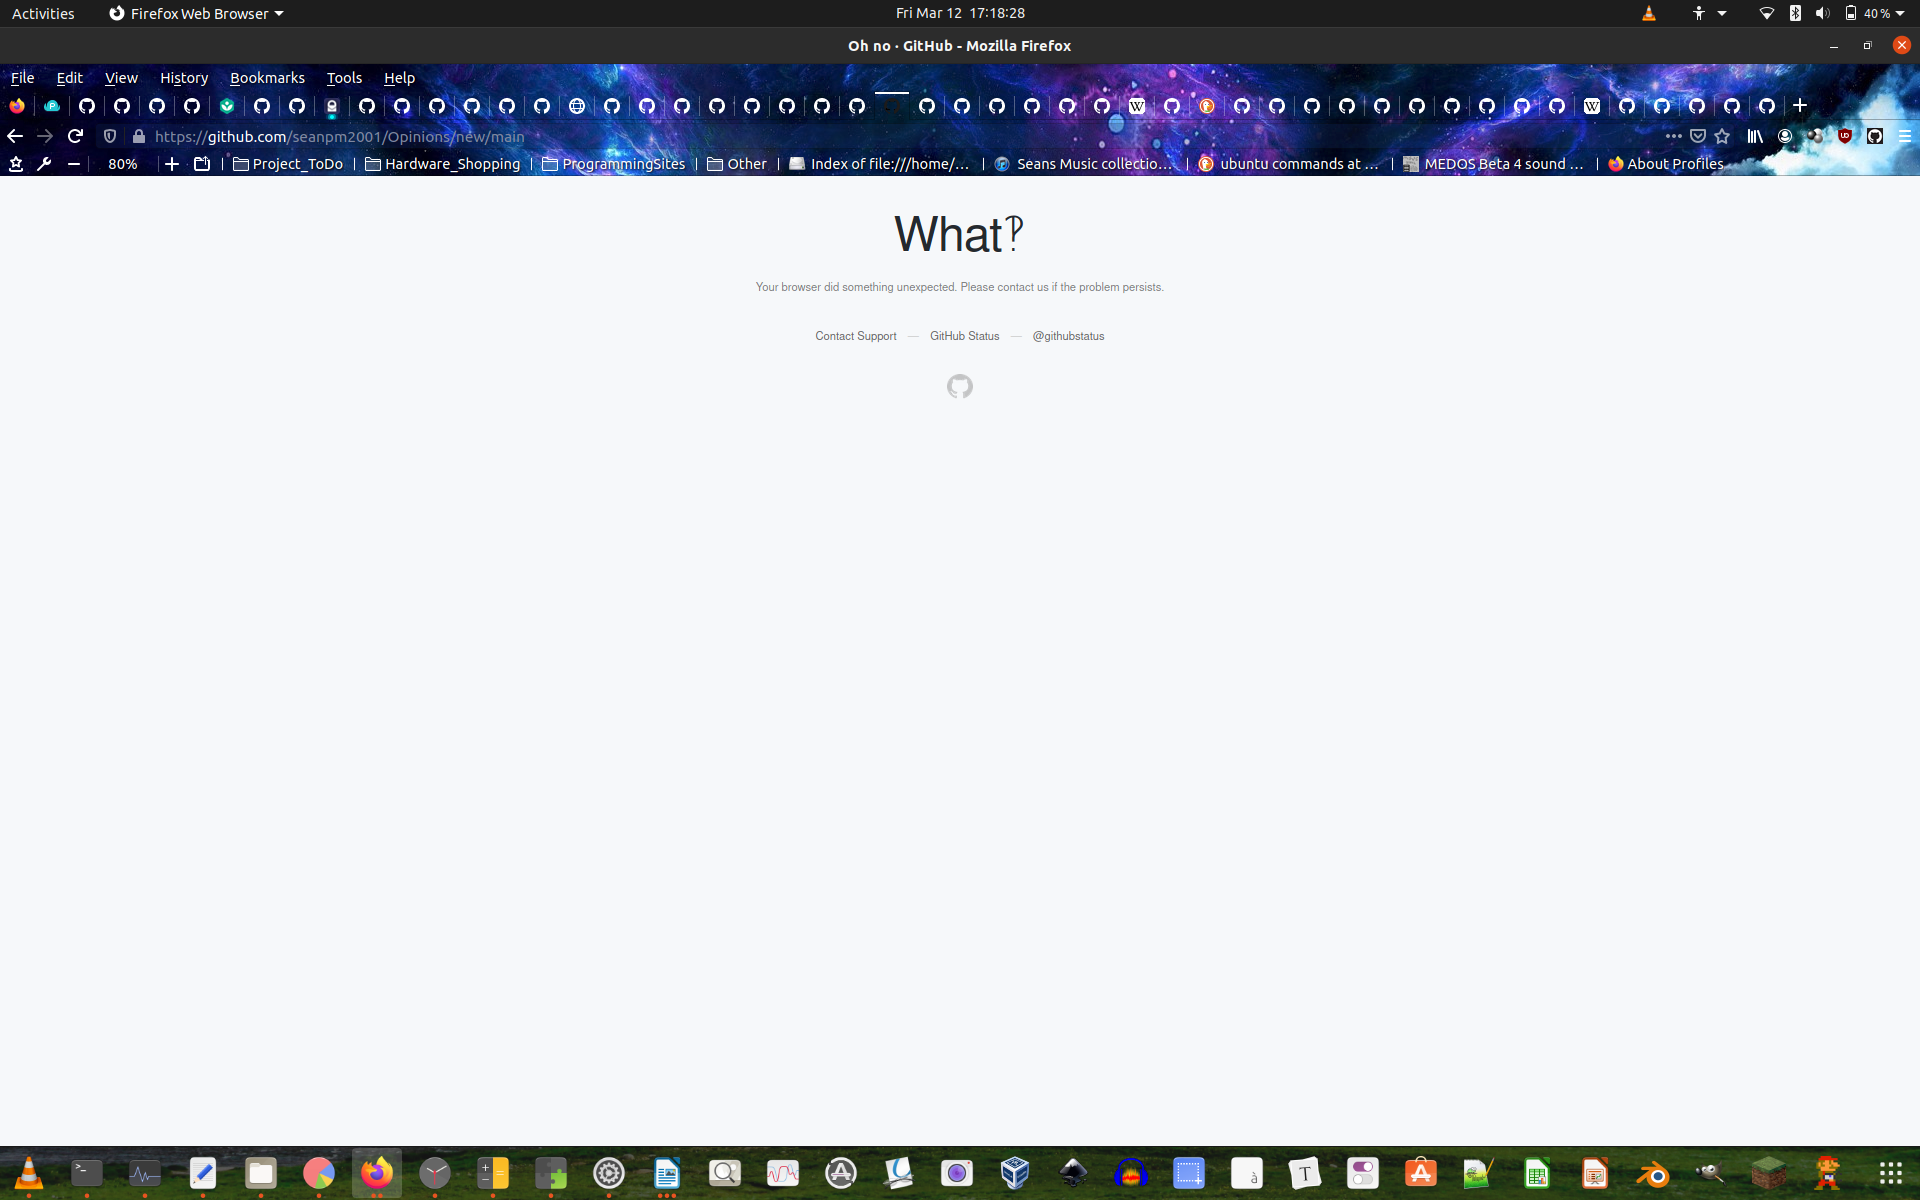 Activities Firefox Web Browser Fri Mar 12 17:18:28 40 %
Oh no · GitHub - Mozilla Firefox
File Edit View History Bookmarks Tools Help
https://github.com/seanpm2001/Opinions/new/main
80% Project_ToDo Hardware_Shopping ProgrammingSites Other Index of file:///home/... Seans Music collectio... ubuntu commands at ... MEDOS Beta 4 sound ... About Profiles
What‽
Your browser did something unexpected. Please contact us if the problem persists.
Contact Support — GitHub Status — @githubstatus